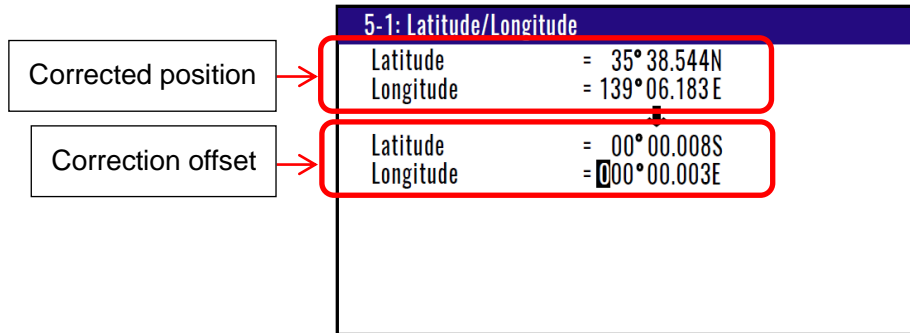 5-1: Latitude/Longitude
Corrected position
Latitude = 35°38.544N
Longitude = 139°06.183E
Correction offset
Latitude = 00°00.008S
Longitude = 000°00.003E